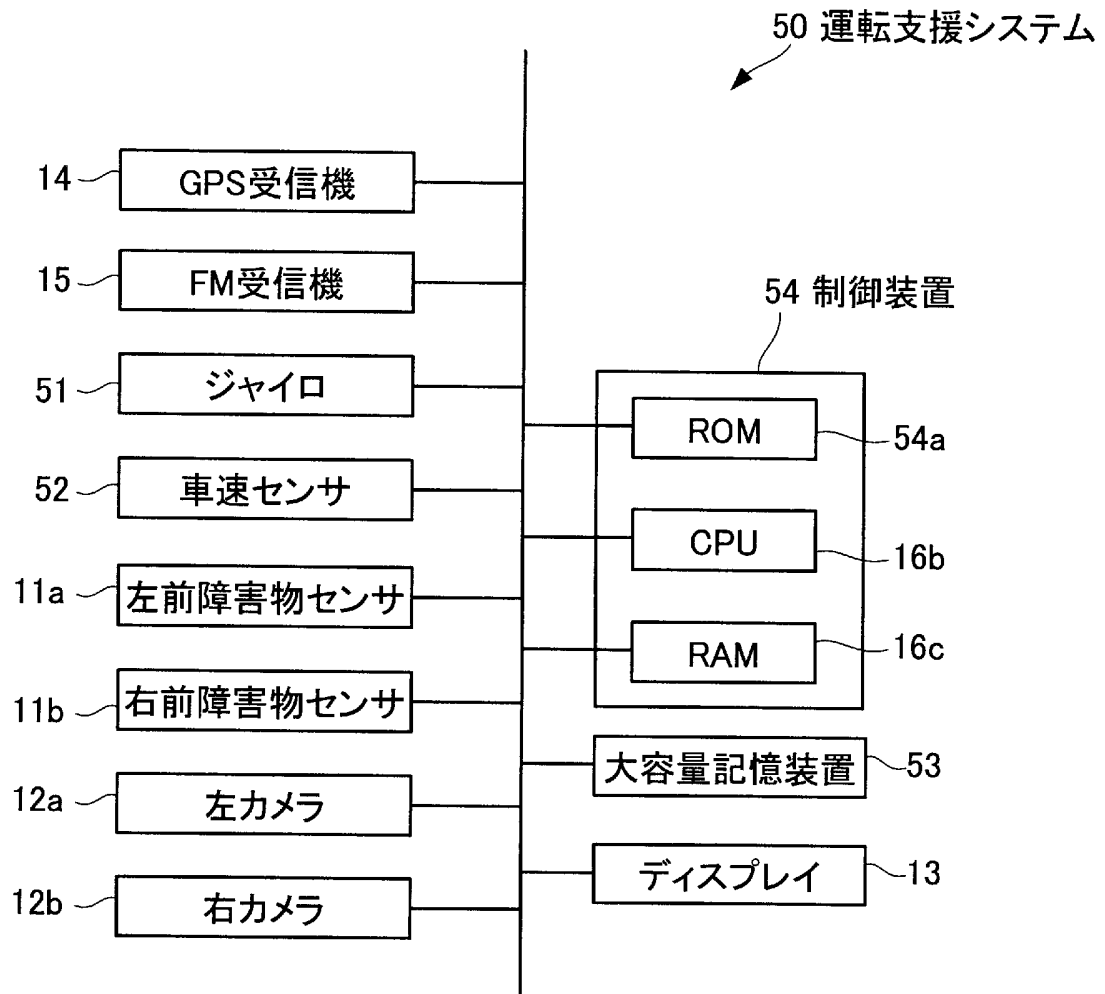 50 運転支援システム
14 GPS受信機
15 FM受信機
54 制御装置
51 ジャイロ
ROM 54a
52 車速センサ
CPU 16b
11a 左前障害物センサ
RAM 16c
11b 右前障害物センサ
大容量記憶装置 53
12a 左カメラ
ディスプレイ 13
12b 右カメラ